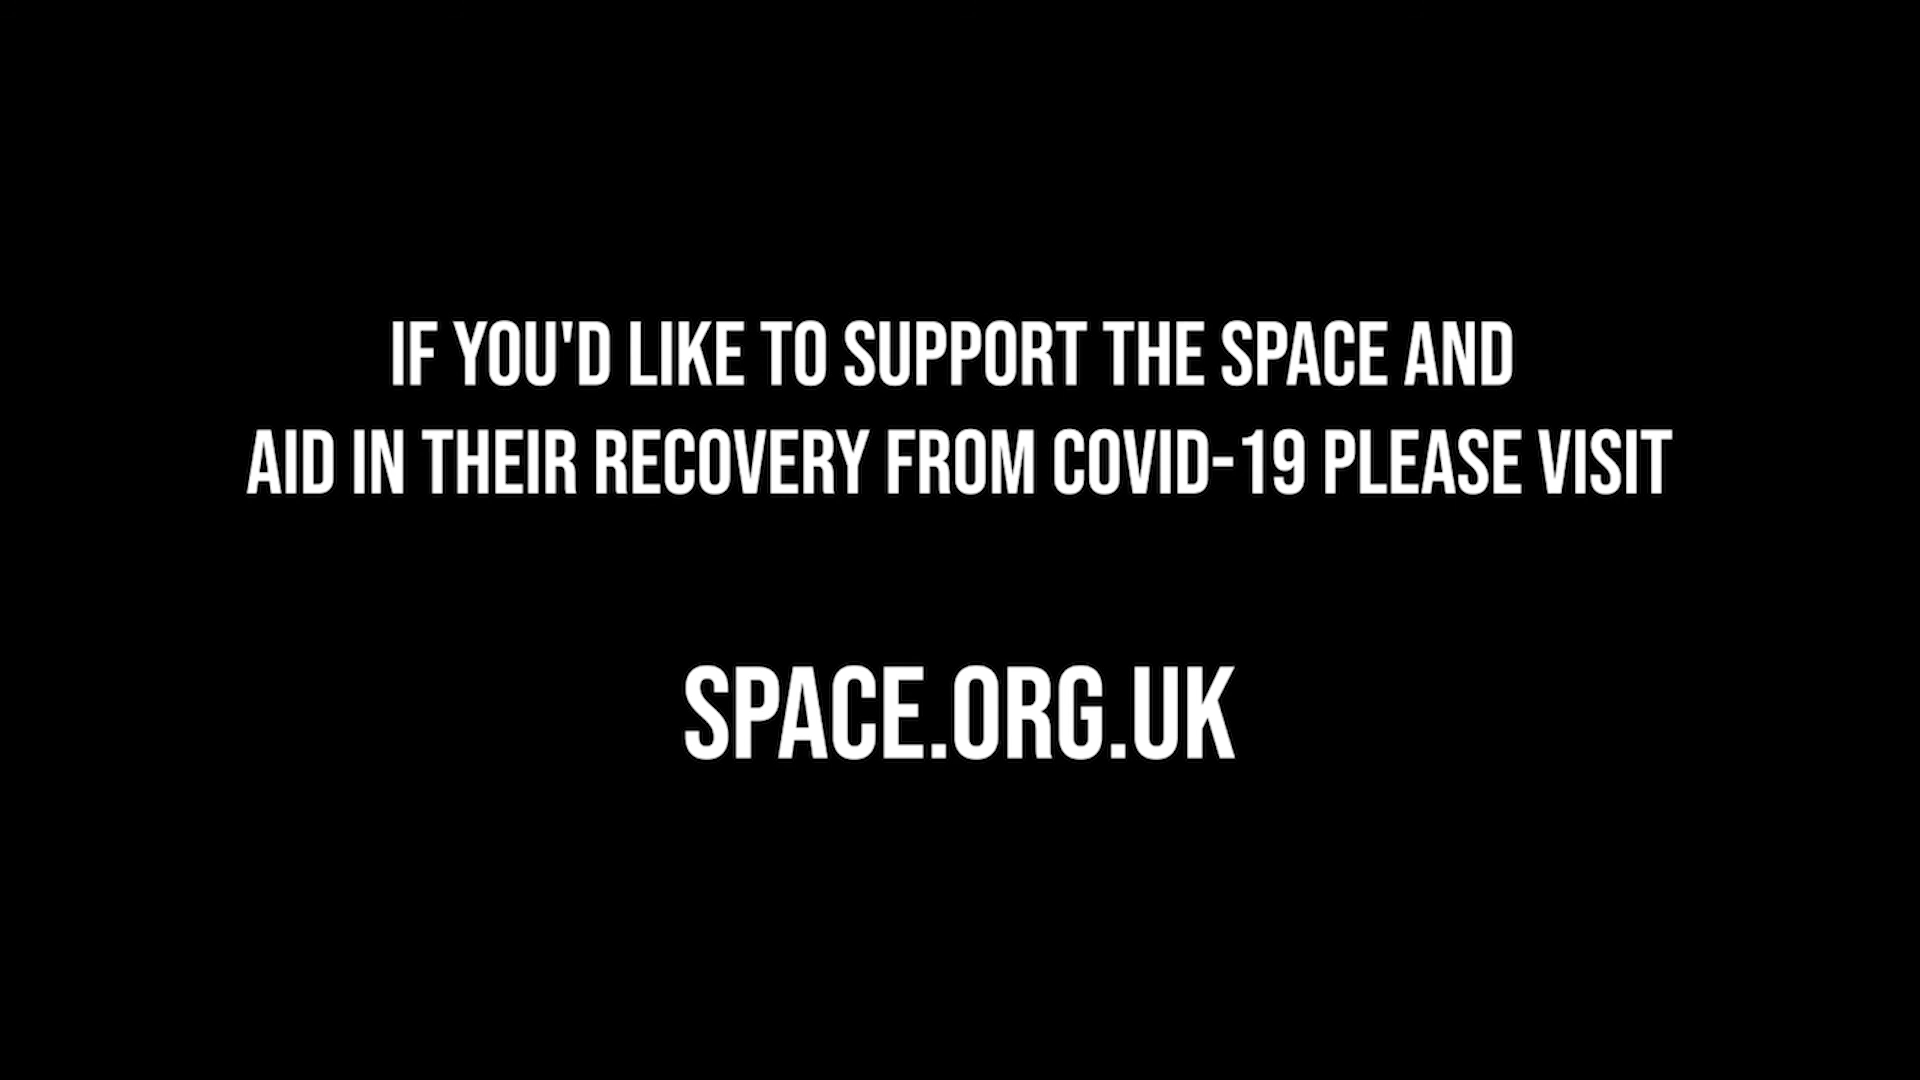 IF YOU'D LIKE TO SUPPORT THE SPACE AND
AID IN THEIR RECOVERY FROM COVID-19 PLEASE VISIT
SPACE.ORG.UK